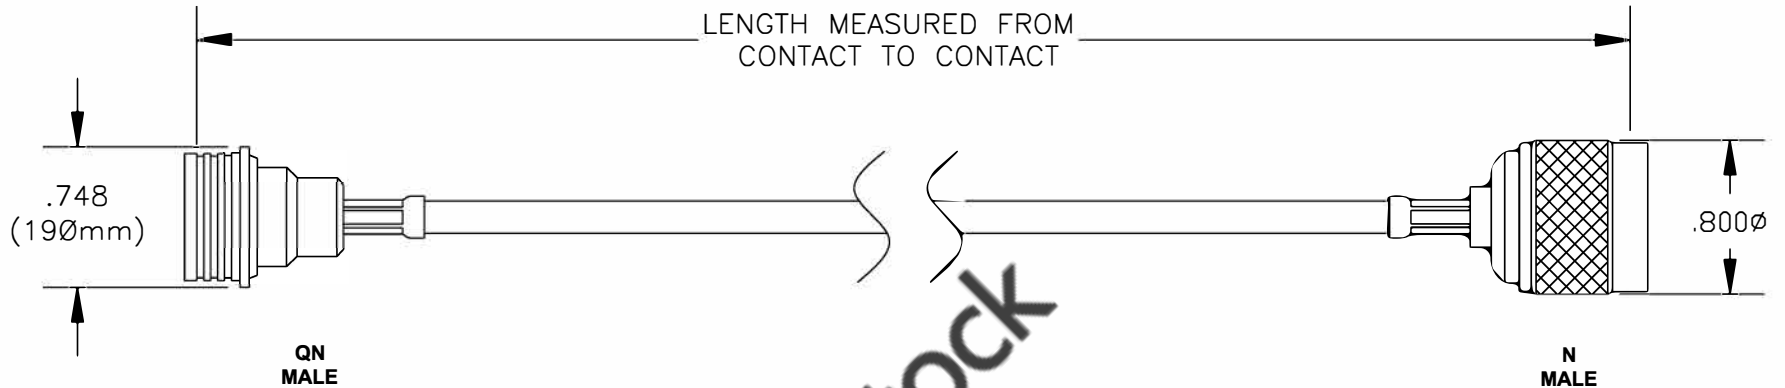 LENGTH MEASURED FROM
CONTACT TO CONTACT
.748
(19Ømm)
.800ø
QN
MALE
N
MALE